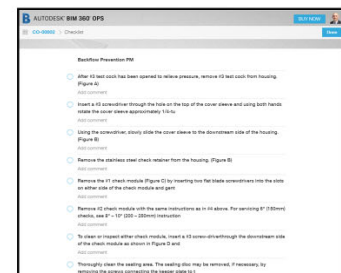 AUTODESK® BIM 360° OPS
BUY NOW
CO-00002 > Checklist
Backflow Prevention PM
After #3 test cock has been opened to relieve pressure, remove #3 test cock from housing.
(Figure A)
Add comment
Insert a #3 screwdriver through the hole on the top of the cover sleeve and using both hands
rotate the cover sleeve approximately 1/4-tu
Add comment
Using the screwdriver, slowly slide the cover sleeve to the downstream side of the housing.
(Figure B)
Add comment
Remove the stainless steel check retainer from the housing. (Figure B)
Add comment
Remove the #1 check module (Figure C) by inserting two flat blade screwdrivers into the slots
on either side of the check module and gent
Add comment
Remove #2 check module with the same instructions as in #4 above. For servicing 6" (150mm)
checks, see 8" – 10" (200 – 250mm) instruction
Add comment
To clean or inspect either check module, insert a #3 screw-driverthrough the downstream side
of the check module as shown in Figure D and
Add comment
Thoroughly clean the seating area. The seating disc may be removed, if necessary, by
removing the screws connecting the keeper plate to t